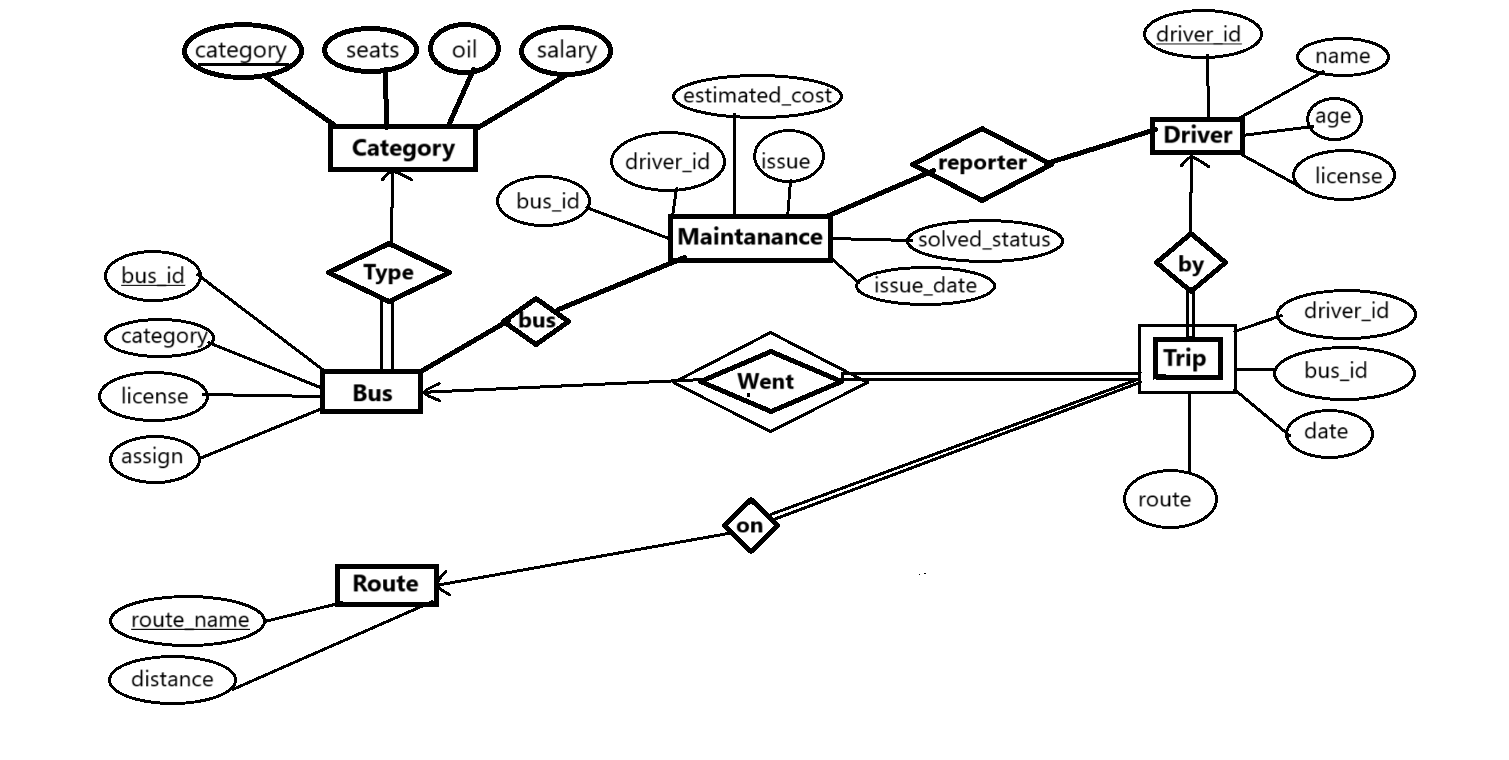 category
seats
oil
salary
Category
driver_id
name
age
license
Driver
estimated_cost
driver_id
issue
bus_id
Maintanance
reporter
solved_status
issue_date
Type
by
bus_id
category
license
assign
bus
Bus
Went
Trip
driver_id
bus_id
date
route
on
Route
route_name
distance